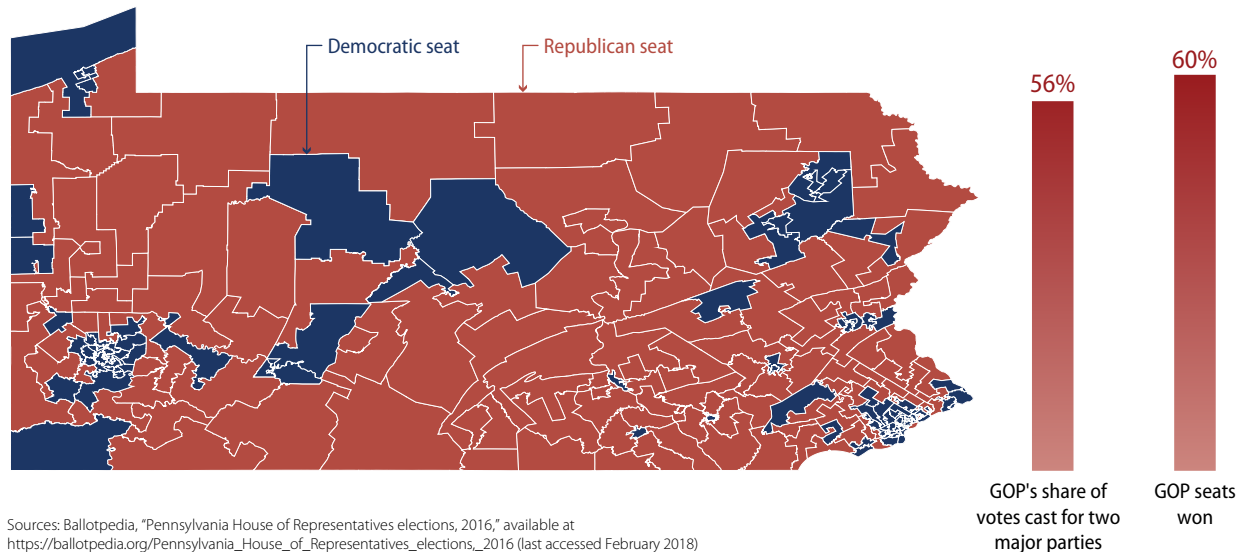 Democratic seat
Republican seat
56%
60%
GOP's share of
votes cast for two
major parties
GOP seats
won
Sources: Ballotpedia, “Pennsylvania House of Representatives elections, 2016,” available at
https://ballotpedia.org/Pennsylvania_House_of_Representatives_elections,_2016 (last accessed February 2018)